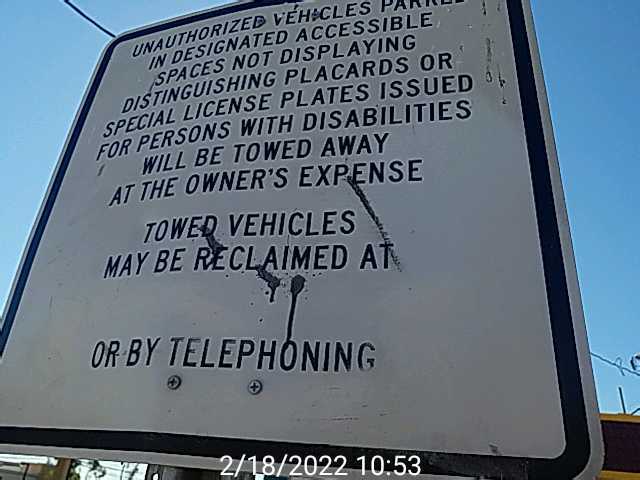 UNAUTHORIZED VEHICLES PARKED
IN DESIGNATED ACCESSIBLE
SPACES NOT DISPLAYING
DISTINGUISHING PLACARDS OR
SPECIAL LICENSE PLATES ISSUED
FOR PERSONS WITH DISABILITIES
WILL BE TOWED AWAY
AT THE OWNER'S EXPENSE
TOWED VEHICLES
MAY BE RECLAIMED AT
OR BY TELEPHONING
2/18/2022 10:53